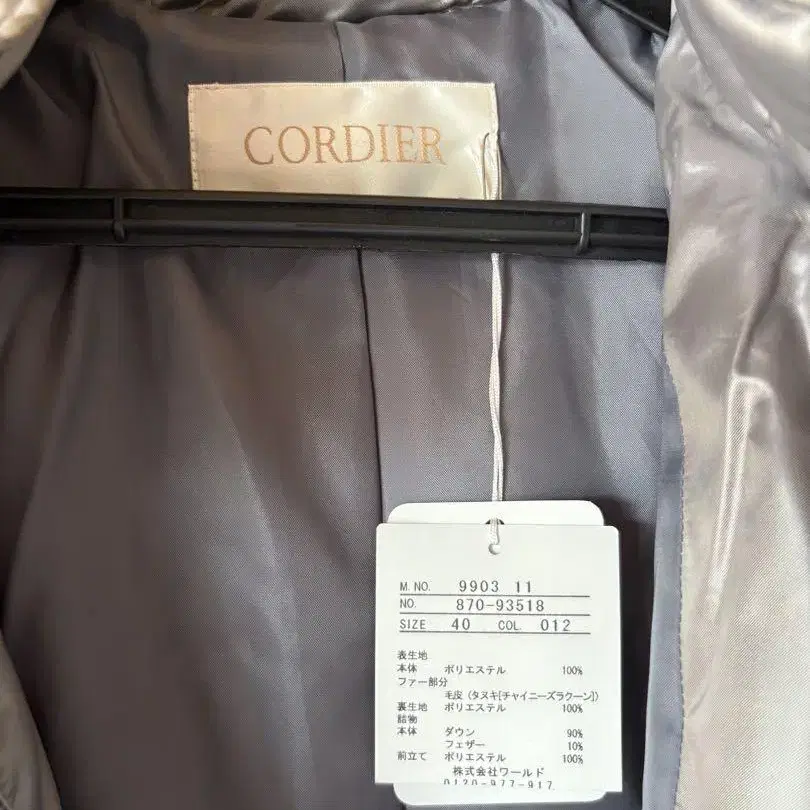 CORDIER
M. NO. 9903 11
NO. 870-93518
SIZE 40 COL. 012
表生地
本体 ポリエステル 100%
ファー部分
毛皮 (タヌキ[チャイニーズラクーン])
裏生地 ポリエステル 100%
詰物
本体 ダウン 90%
フェザー 10%
前立て ポリエステル 100%
株式会社ワールド
0120-977-917